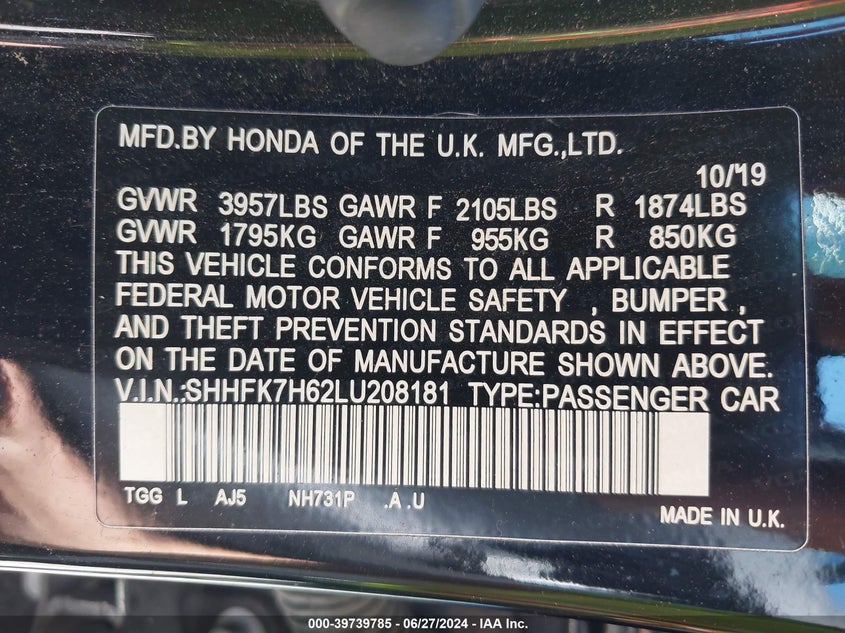 MFD.BY HONDA OF THE U.K. MFG.,LTD.
10/'19
GVWR 3957LBS GAWR F 2105LBS R 1874LBS
GVWR 1795KG GAWR F 955KG R 850KG
THIS VEHICLE CONFORMS TO ALL APPLICABLE
FEDERAL MOTOR VEHICLE SAFETY , BUMPER ,
AND THEFT PREVENTION STANDARDS IN EFFECT
ON THE DATE OF MANUFACTURE SHOWN ABOVE.
V.I.N.:SHHFK7H62LU208181 TYPE:PASSENGER CAR
TGG L AJ5 NH731P .A .U
MADE IN U.K.
000-39739785 - 06/27/2024 - IAA Inc.